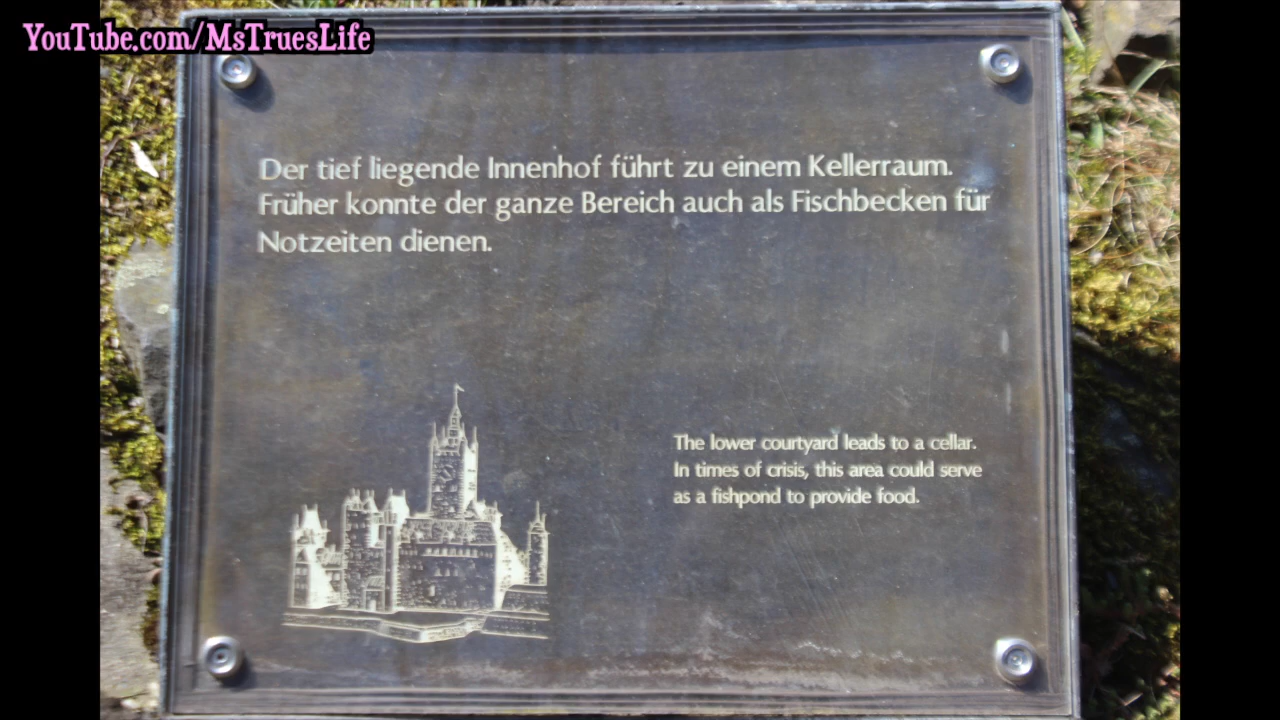 YouTube.com/MsTruesLife
Der tief liegende Innenhof führt zu einem Kellerraum.
Früher konnte der ganze Bereich auch als Fischbecken für
Notzeiten dienen.
The lower courtyard leads to a cellar.
In times of crisis, this area could serve
as a fishpond to provide food.